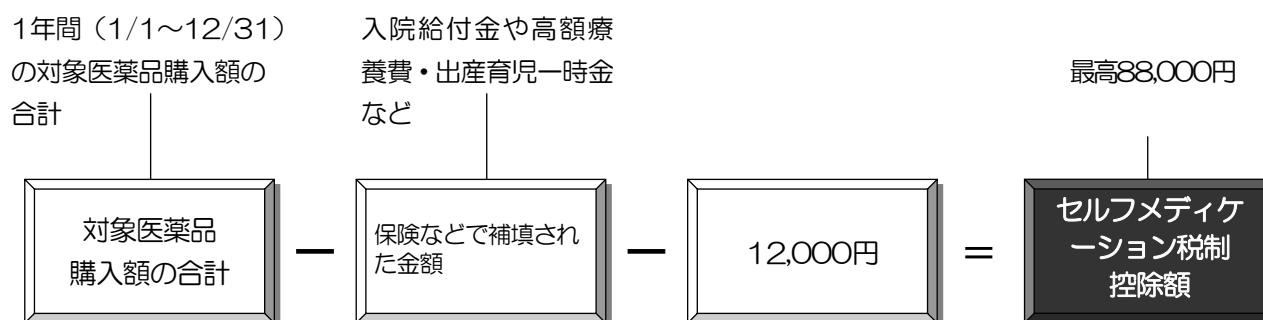 1年間（1/1～12/31）
の対象医薬品購入額の
合計
入院給付金や高額療
養費・出産育児一時金
など
最高88,000円
対象医薬品
購入額の合計
－
保険などで補填され
た金額
－
12,000円
＝
セルフメディケ
ーション税制
控除額